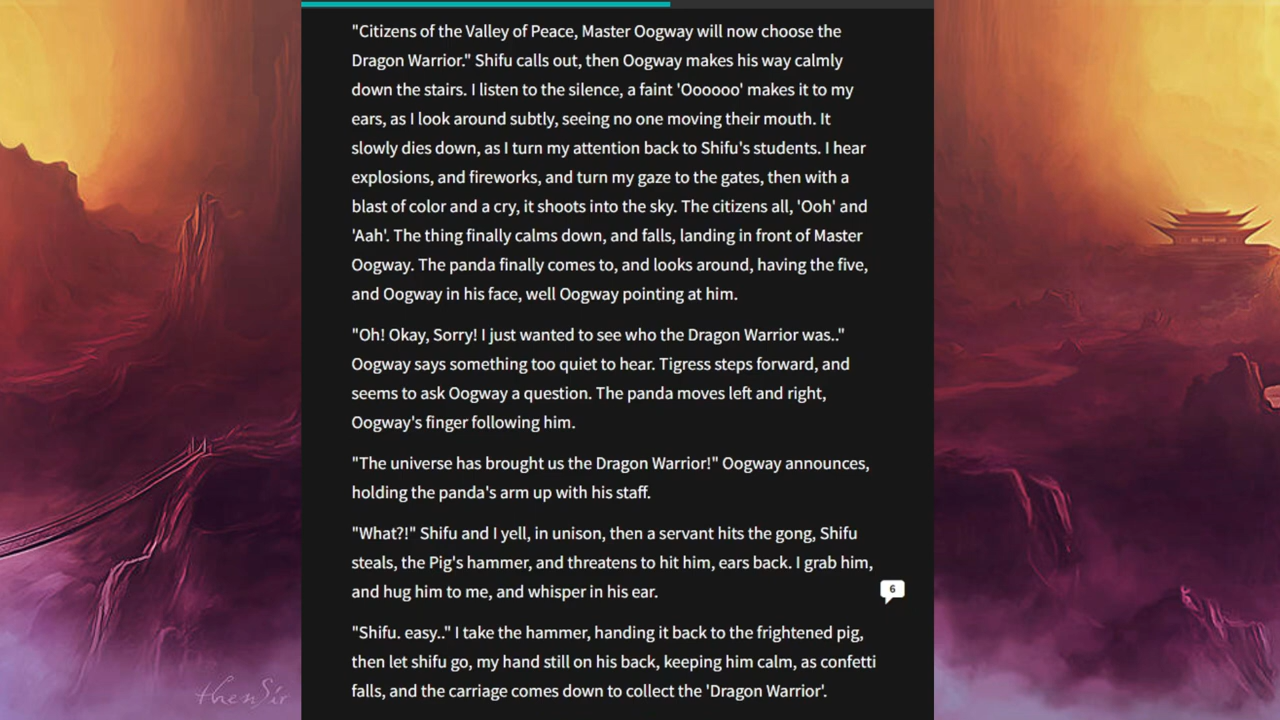 "Citizens of the Valley of Peace, Master Oogway will now choose the
Dragon Warrior." Shifu calls out, then Oogway makes his way calmly
down the stairs. I listen to the silence, a faint 'Oooooo' makes it to my
ears, as I look around subtly, seeing no one moving their mouth. It
slowly dies down, as I turn my attention back to Shifu's students. I hear
explosions, and fireworks, and turn my gaze to the gates, then with a
blast of color and a cry, it shoots into the sky. The citizens all, 'Ooh' and
'Aah'. The thing finally calms down, and falls, landing in front of Master
Oogway. The panda finally comes to, and looks around, having the five,
and Oogway in his face, well Oogway pointing at him.
"Oh! Okay, Sorry! I just wanted to see who the Dragon Warrior was.."
Oogway says something too quiet to hear. Tigress steps forward, and
seems to ask Oogway a question. The panda moves left and right,
Oogway's finger following him.
"The universe has brought us the Dragon Warrior!" Oogway announces,
holding the panda's arm up with his staff.
"What?!" Shifu and I yell, in unison, then a servant hits the gong, Shifu
steals, the Pig's hammer, and threatens to hit him, ears back. I grab him,
and hug him to me, and whisper in his ear.
6
"Shifu. easy.." I take the hammer, handing it back to the frightened pig,
then let shifu go, my hand still on his back, keeping him calm, as confetti
falls, and the carriage comes down to collect the 'Dragon Warrior'.